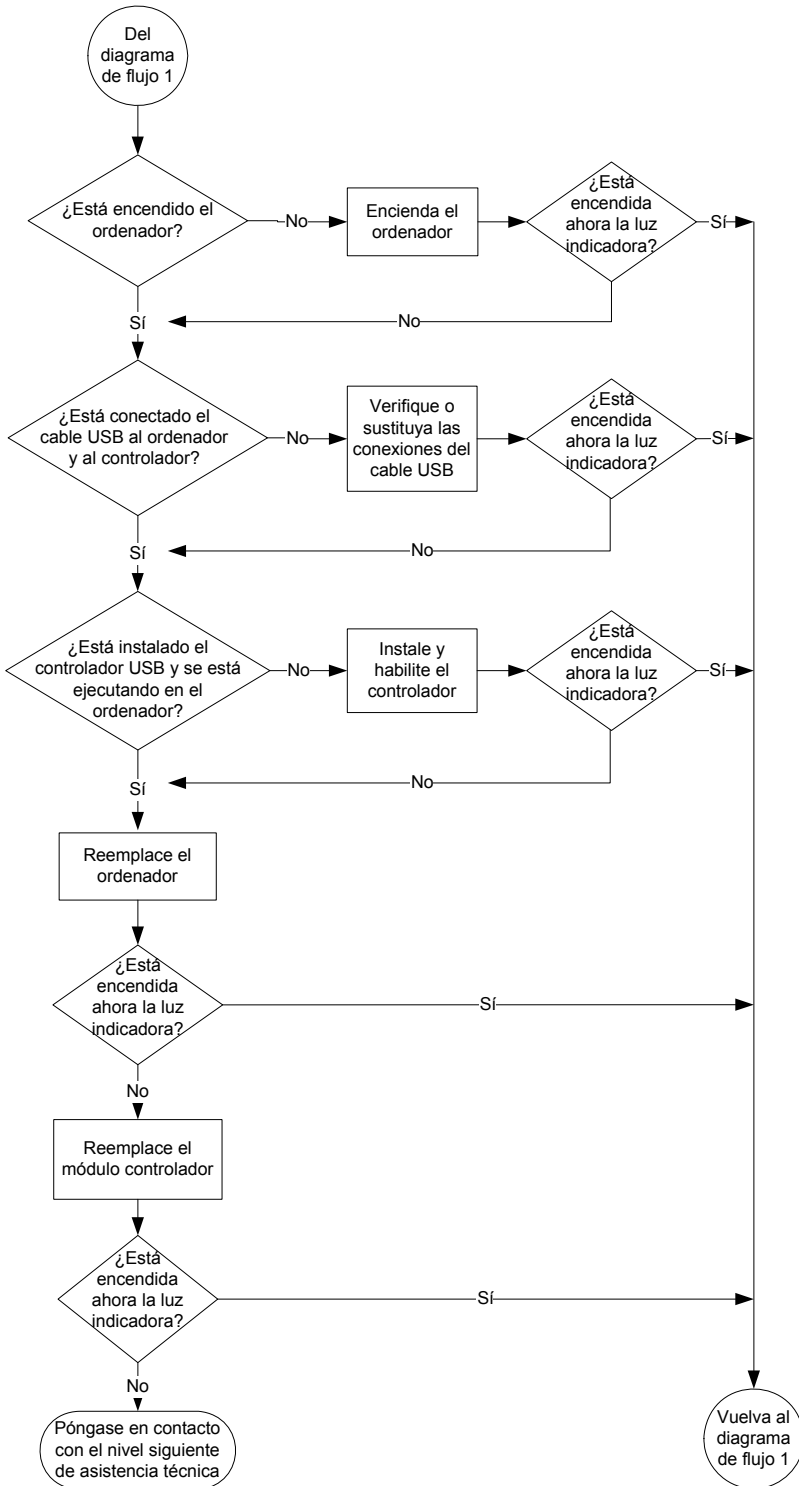 Del
diagrama
de flujo 1
¿Está encendido el
ordenador?
No
Encienda el
ordenador
¿Está
encendida
ahora la luz
indicadora?
Sí
No
Sí
¿Está conectado el
cable USB al ordenador
y al controlador?
No
Verifique o
sustituya las
conexiones del
cable USB
¿Está
encendida
ahora la luz
indicadora?
Sí
No
Sí
¿Está instalado el
controlador USB y se está
ejecutando en el
ordenador?
No
Instale y
habilite el
controlador
¿Está
encendida
ahora la luz
indicadora?
Sí
No
Sí
Reemplace el
ordenador
¿Está
encendida
ahora la luz
indicadora?
Sí
No
Reemplace el
módulo controlador
¿Está
encendida
ahora la luz
indicadora?
Sí
No
Póngase en contacto
con el nivel siguiente
de asistencia técnica
Vuelva al
diagrama
de flujo 1